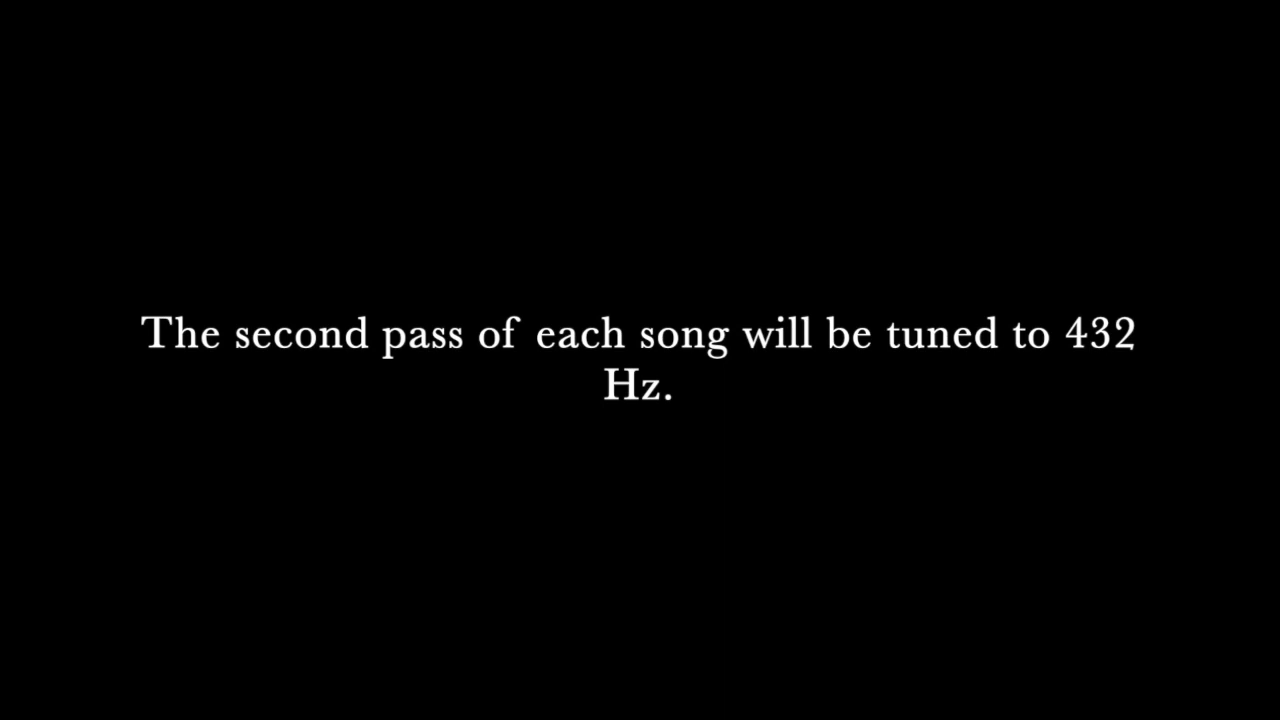 The second pass of each song will be tuned to 432
Hz.